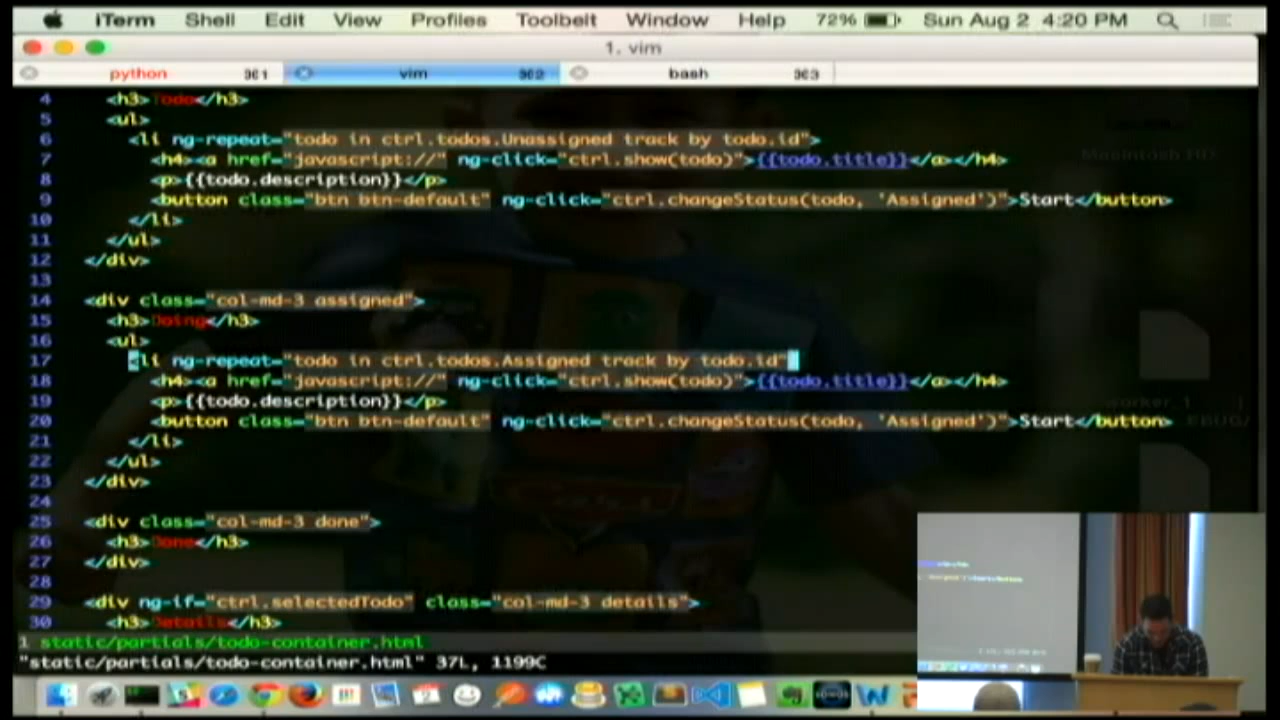 iTerm Shell Edit View Profiles Toolbelt Window Help 72% Sun Aug 2 4:20 PM
1. vim
python ⌘1 vim ⌘2 bash ⌘3
4 <h3>Todo</h3>
5 <ul>
6 <li ng-repeat="todo in ctrl.todos.Unassigned track by todo.id">
7 <h4><a href="javascript://" ng-click="ctrl.show(todo)">{{todo.title}}</a></h4>
8 <p>{{todo.description}}</p>
9 <button class="btn btn-default" ng-click="ctrl.changeStatus(todo, 'Assigned')">Start</button>
10 </li>
11 </ul>
12 </div>
13
14 <div class="col-md-3 assigned">
15 <h3>Doing</h3>
16 <ul>
17 <li ng-repeat="todo in ctrl.todos.Assigned track by todo.id">
18 <h4><a href="javascript://" ng-click="ctrl.show(todo)">{{todo.title}}</a></h4>
19 <p>{{todo.description}}</p>
20 <button class="btn btn-default" ng-click="ctrl.changeStatus(todo, 'Assigned')">Start</button>
21 </li>
22 </ul>
23 </div>
24
25 <div class="col-md-3 done">
26 <h3>Done</h3>
27 </div>
28
29 <div ng-if="ctrl.selectedTodo" class="col-md-3 details">
30 <h3>Details</h3>
1 static/partials/todo-container.html
"static/partials/todo-container.html" 37L, 1199C
Macintosh HD